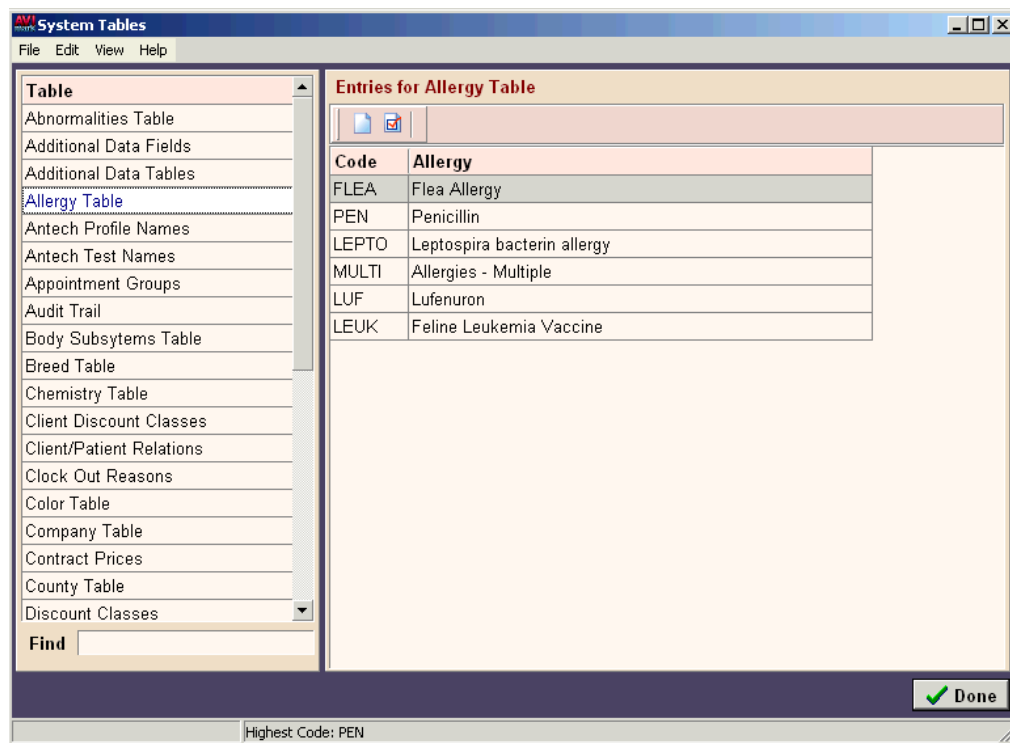 AVImark System Tables
File Edit View Help
Table
Abnormalities Table
Additional Data Fields
Additional Data Tables
Allergy Table
Antech Profile Names
Antech Test Names
Appointment Groups
Audit Trail
Body Subsytems Table
Breed Table
Chemistry Table
Client Discount Classes
Client/Patient Relations
Clock Out Reasons
Color Table
Company Table
Contract Prices
County Table
Discount Classes
Find
Entries for Allergy Table
Code Allergy
FLEA Flea Allergy
PEN Penicillin
LEPTO Leptospira bacterin allergy
MULTI Allergies - Multiple
LUF Lufenuron
LEUK Feline Leukemia Vaccine
Done
Highest Code: PEN